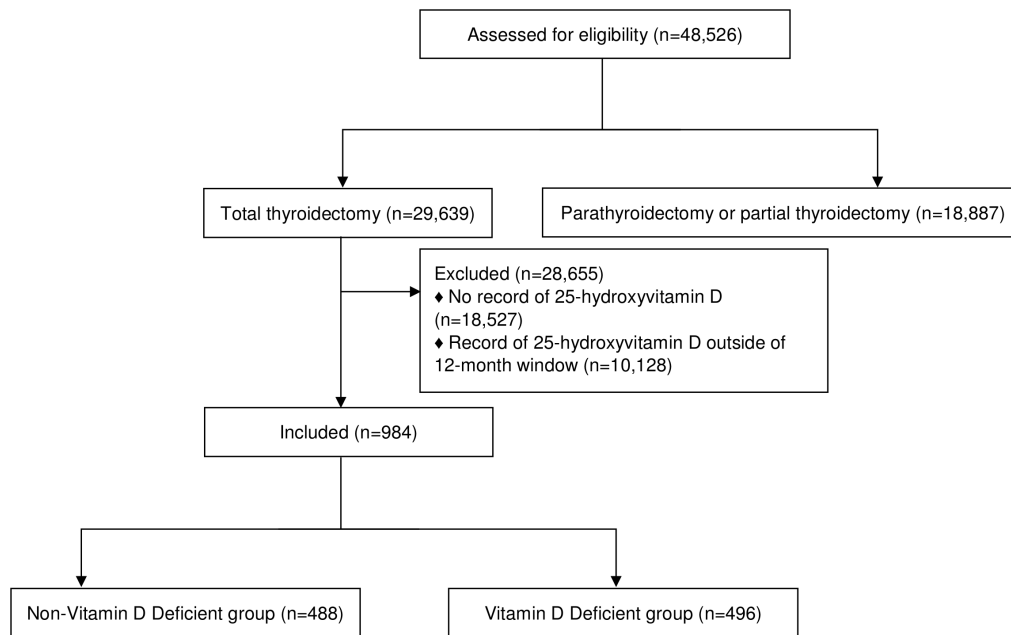 Assessed for eligibility (n=48,526)
Total thyroidectomy (n=29,639)
Parathyroidectomy or partial thyroidectomy (n=18,887)
Excluded (n=28,655)
♦ No record of 25-hydroxyvitamin D
(n=18,527)
♦ Record of 25-hydroxyvitamin D outside of
12-month window (n=10,128)
Included (n=984)
Non-Vitamin D Deficient group (n=488)
Vitamin D Deficient group (n=496)